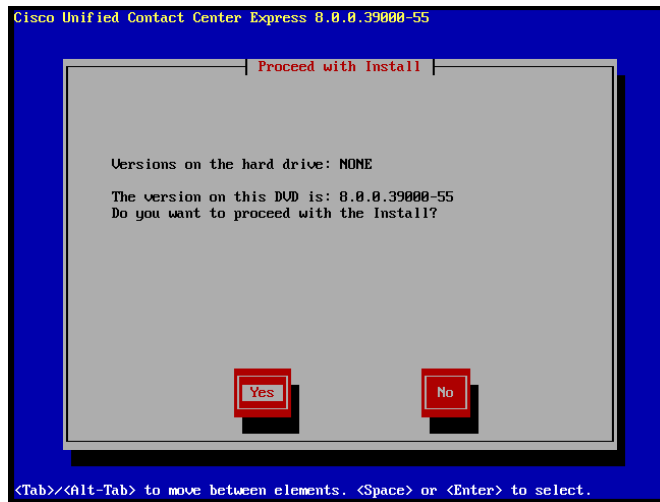 Cisco Unified Contact Center Express 8.0.0.39000-55
Proceed with Install
Versions on the hard drive: NONE
The version on this DVD is: 8.0.0.39000-55
Do you want to proceed with the Install?
Yes No
<Tab>/<Alt-Tab> to move between elements. <Space> or <Enter> to select.